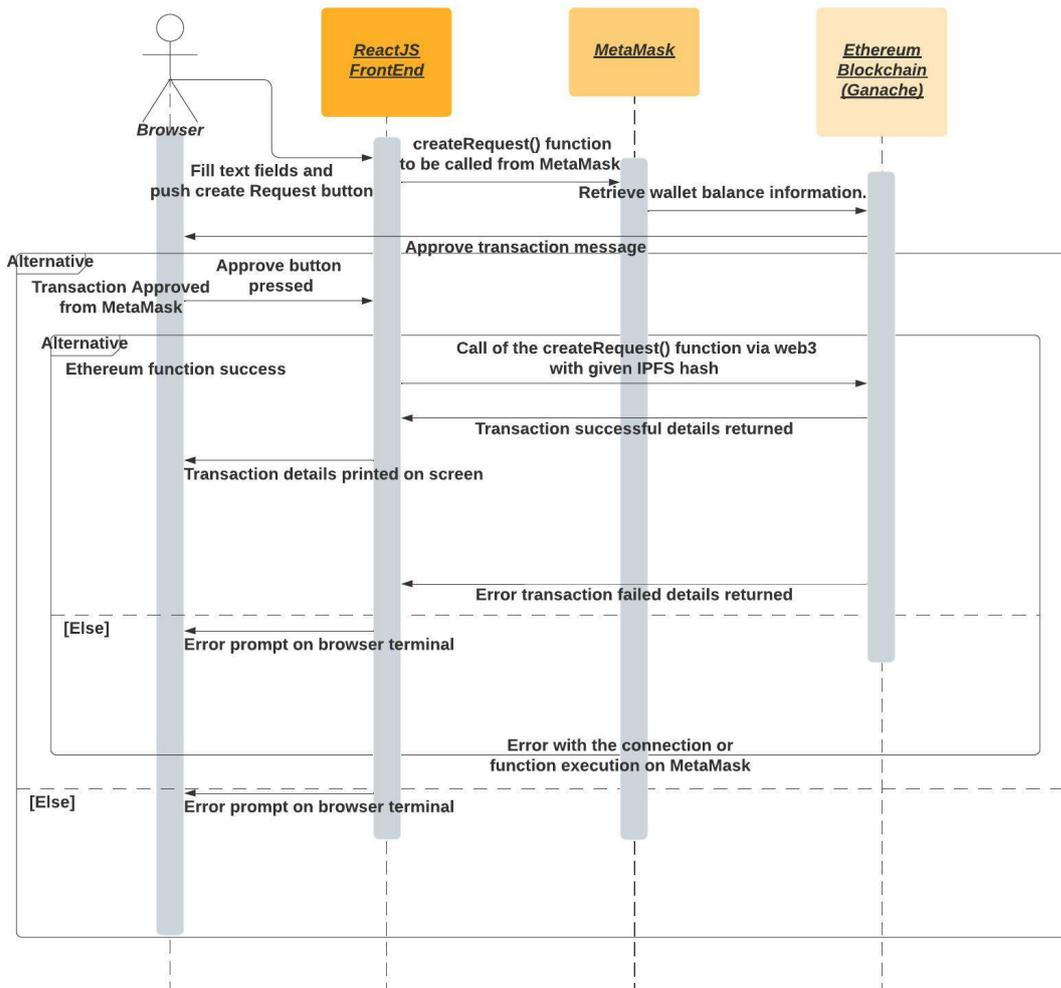 ReactJS
FrontEnd
MetaMask
Ethereum
Blockchain
(Ganache)
Browser
createRequest() function
to be called from MetaMask
Fill text fields and
push create Request button
Retrieve wallet balance information.
Approve transaction message
Alternative
Transaction Approved
from MetaMask
Approve button
pressed
Alternative
Ethereum function success
Call of the createRequest() function via web3
with given IPFS hash
Transaction successful details returned
Transaction details printed on screen
Error transaction failed details returned
[Else]
Error prompt on browser terminal
Error with the connection or
function execution on MetaMask
[Else]
Error prompt on browser terminal